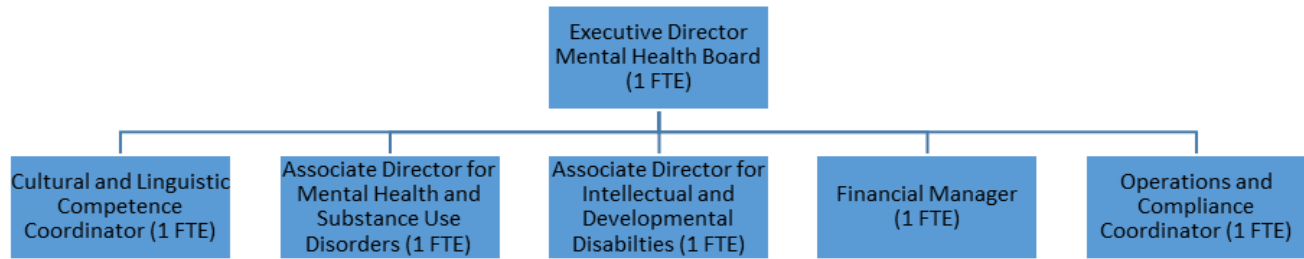 Executive Director
Mental Health Board
(1 FTE)
Cultural and Linguistic
Competence
Coordinator (1 FTE)
Associate Director for
Mental Health and
Substance Use
Disorders (1 FTE)
Associate Director for
Intellectual and
Developmental
Disabilties (1 FTE)
Financial Manager
(1 FTE)
Operations and
Compliance
Coordinator (1 FTE)